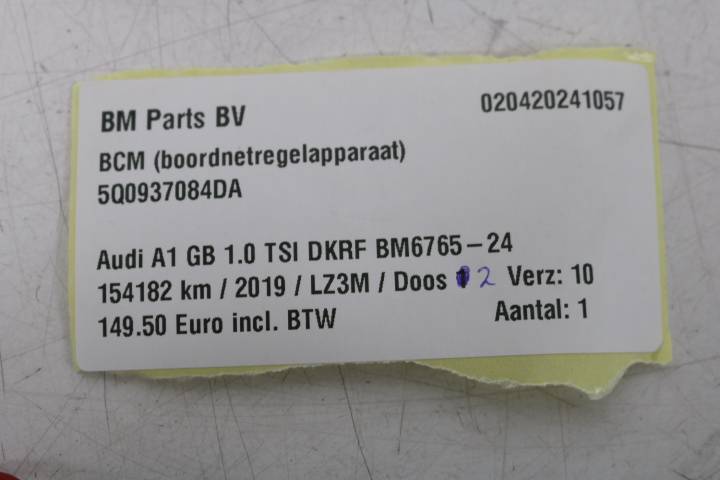 BM Parts BV 020420241057
BCM (boordnetregelapparaat)
5Q0937084DA
Audi A1 GB 1.0 TSI DKRF BM6765-24
154182 km / 2019 / LZ3M / Doos 2 Verz: 10
149.50 Euro incl. BTW Aantal: 1